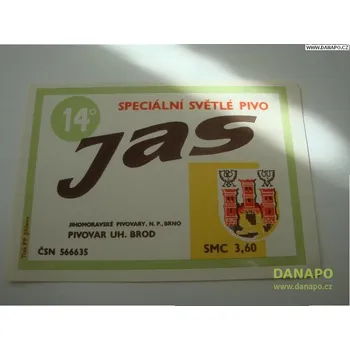 WWW.DANAPO.CZ
14°
SPECIÁLNÍ SVĚTLÉ PIVO
Jas
JIHOMORAVSKÉ PIVOVARY, N. P., BRNO
PIVOVAR UH. BROD
ČSN 566635
SMC 3,60
DANAPO
www.danapo.cz